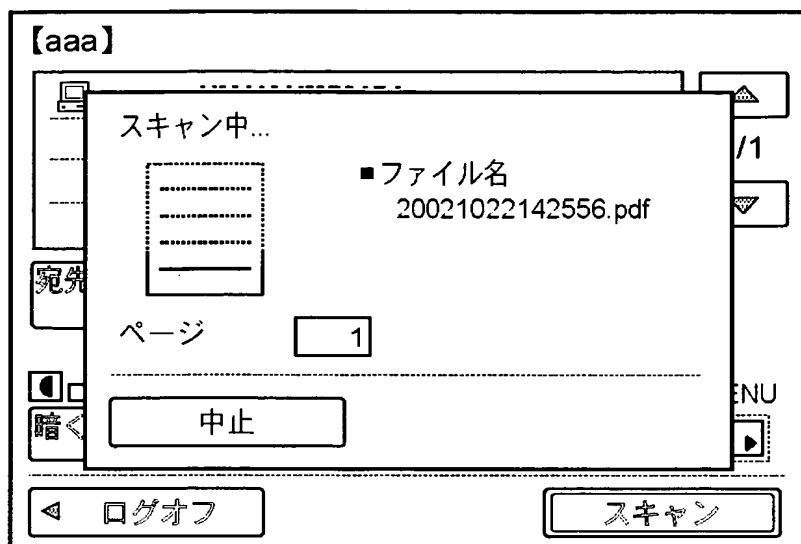 【aaa】
スキャン中...
/1
■ファイル名
20021022142556.pdf
宛先
ページ 1
ENU
暗く
中止
ログオフ
スキャン